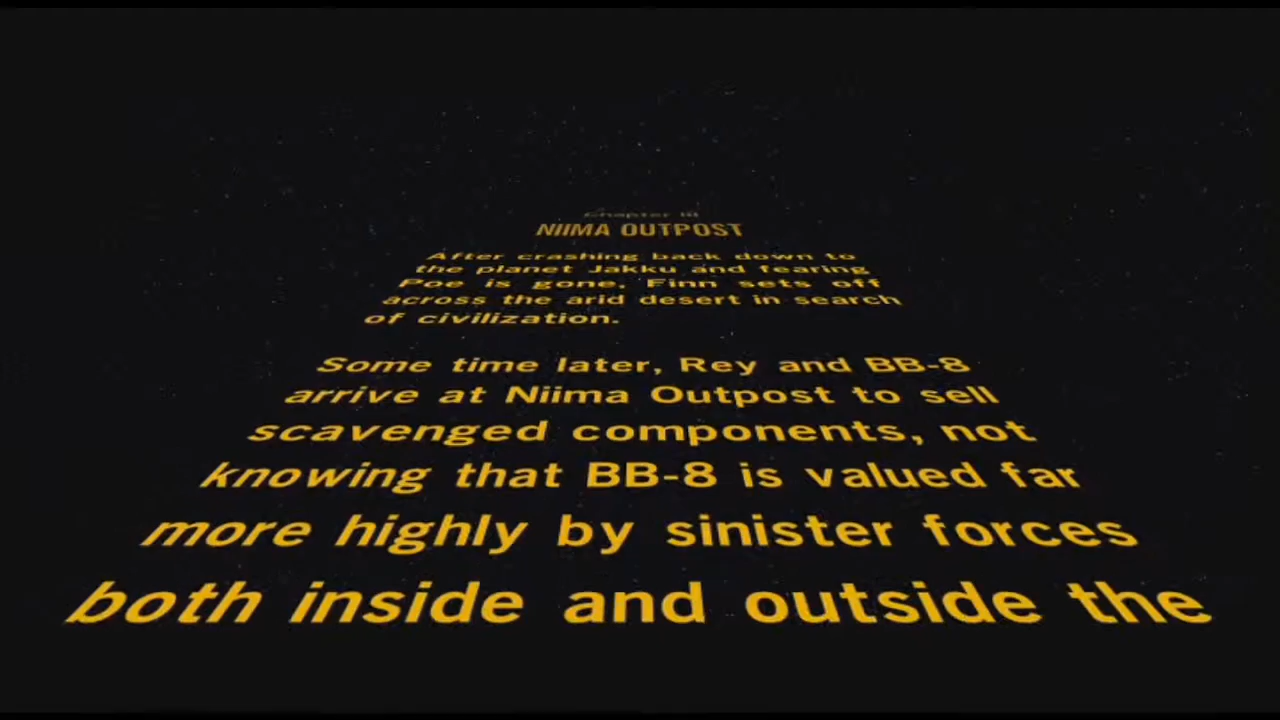 Chapter III
NIIMA OUTPOST
After crashing back down to
the planet Jakku and fearing
Poe is gone, Finn sets off
across the arid desert in search
of civilization.
Some time later, Rey and BB-8
arrive at Niima Outpost to sell
scavenged components, not
knowing that BB-8 is valued far
more highly by sinister forces
both inside and outside the